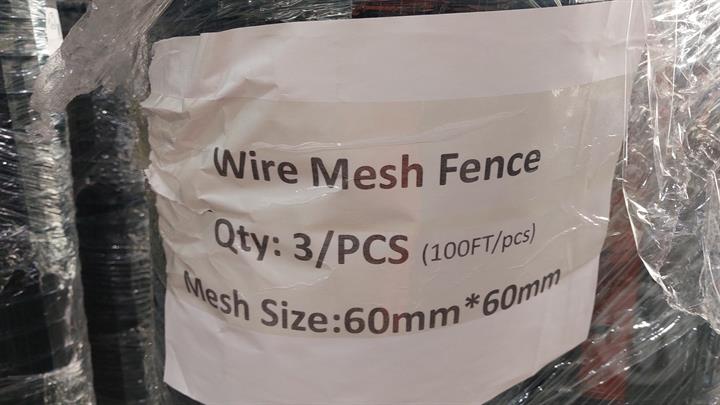 Wire Mesh Fence
Qty: 3/PCS (100FT/pcs)
Mesh Size:60mm*60mm